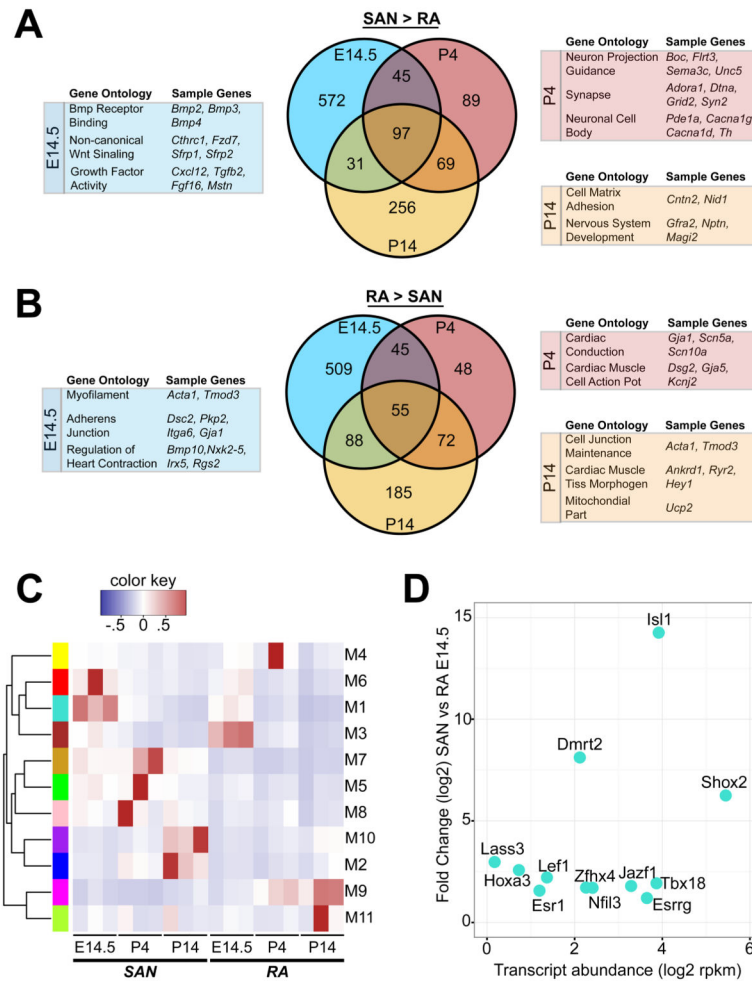 A
SAN > RA
E14.5
P4
572
45
89
97
31
69
256
P14
Gene Ontology Sample Genes
E14.5
Bmp Receptor Bmp2, Bmp3,
Binding Bmp4
Non-canonical Cthrc1, Fzd7,
Wnt Sinaling Sfrp1, Sfrp2
Growth Factor Cxcl12, Tgfb2,
Activity Fgf16, Mstn
Gene Ontology Sample Genes
P4
Neuron Projection Boc, Flrt3,
Guidance Sema3c, Unc5
Synapse Adora1, Dtna,
Grid2, Syn2
Neuronal Cell Pde1a, Cacna1g
Body Cacna1d, Th
Gene Ontology Sample Genes
P14
Cell Matrix Cntn2, Nid1
Adhesion
Nervous System Gfra2, Nptn,
Development Magi2
B
RA > SAN
E14.5
P4
509
45
48
55
88
72
185
P14
Gene Ontology Sample Genes
E14.5
Myofilament Acta1, Tmod3
Adherens Dsc2, Pkp2,
Junction Itga6, Gja1
Regulation of Bmp10,Nxk2-5,
Heart Contraction Irx5, Rgs2
Gene Ontology Sample Genes
P4
Cardiac Gja1, Scn5a,
Conduction Scn10a
Cardiac Muscle Dsg2, Gja5,
Cell Action Pot Kcnj2
Gene Ontology Sample Genes
P14
Cell Junction Acta1, Tmod3
Maintenance
Cardiac Muscle Ankrd1, Ryr2,
Tiss Morphogen Hey1
Mitochondial Ucp2
Part
C
color key
-.5 0 .5
M4
M6
M1
M3
M7
M5
M8
M10
M2
M9
M11
E14.5 P4 P14 E14.5 P4 P14
SAN RA
D
Fold Change (log2) SAN vs RA E14.5
15
10
5
0
Isl1
Dmrt2
Shox2
Lass3
Hoxa3
Lef1
Esr1
Zfhx4
Nfil3
Jazf1
Tbx18
Esrrg
0 2 4 6
Transcript abundance (log2 rpkm)